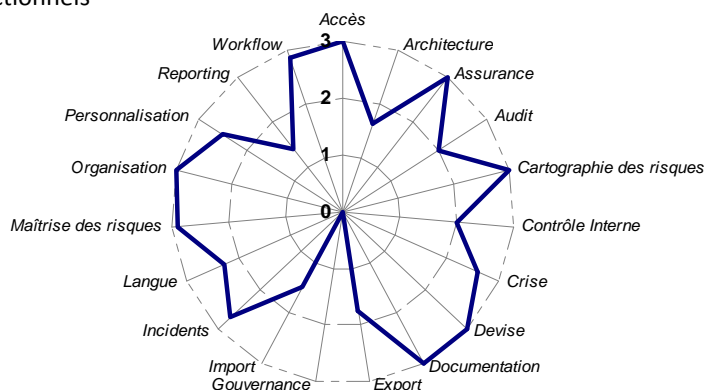 Accès
Workflow
3
Architecture
Reporting
Assurance
Personnalisation
2
Audit
Organisation
1
Cartographie des risques
Maîtrise des risques
0
Contrôle Interne
Langue
Crise
Incidents
Devise
Import
Documentation
Gouvernance
Export